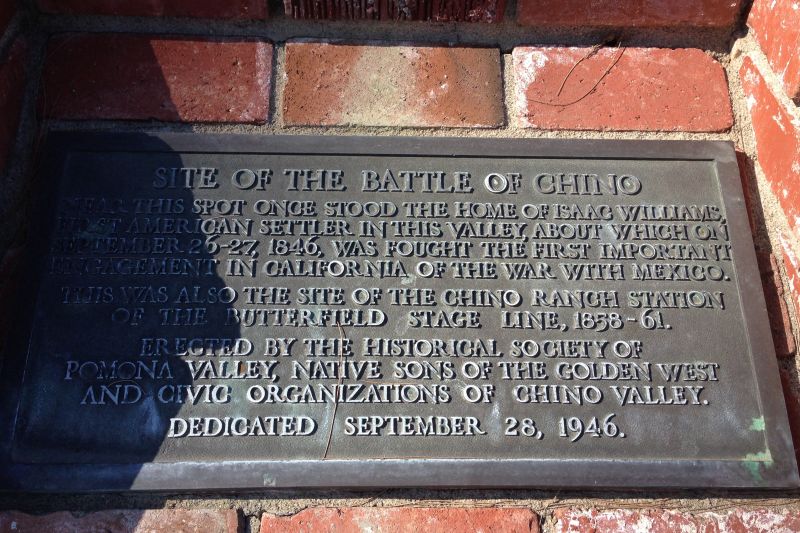 SITE OF THE BATTLE OF CHINO
NEAR THIS SPOT ONCE STOOD THE HOME OF ISAAC WILLIAMS,
FIRST AMERICAN SETTLER IN THIS VALLEY, ABOUT WHICH ON
SEPTEMBER 26-27, 1846, WAS FOUGHT THE FIRST IMPORTANT
ENGAGEMENT IN CALIFORNIA OF THE WAR WITH MEXICO.
THIS WAS ALSO THE SITE OF THE CHINO RANCH STATION
OF THE BUTTERFIELD STAGE LINE, 1858-61.
ERECTED BY THE HISTORICAL SOCIETY OF
POMONA VALLEY, NATIVE SONS OF THE GOLDEN WEST
AND CIVIC ORGANIZATIONS OF CHINO VALLEY.
DEDICATED SEPTEMBER 28, 1946.